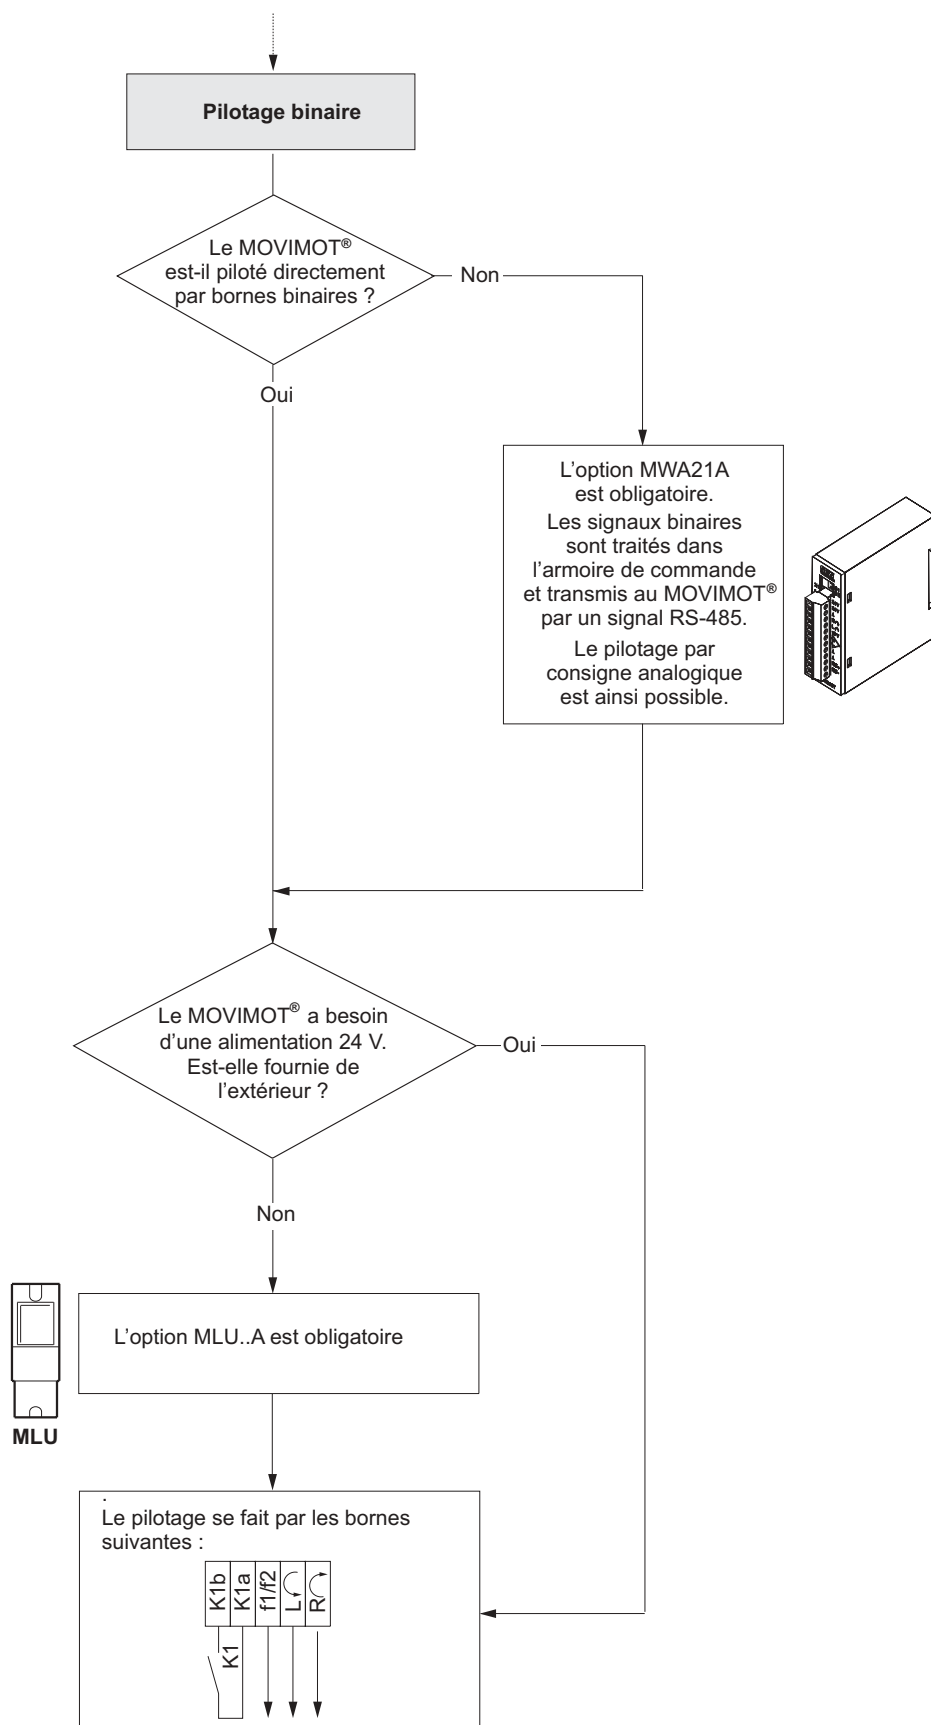 Pilotage binaire
Le MOVIMOT®
est-il piloté directement
par bornes binaires ?
Non
Oui
L’option MWA21A
est obligatoire.
Les signaux binaires
sont traités dans
l’armoire de commande
et transmis au MOVIMOT®
par un signal RS-485.
Le pilotage par
consigne analogique
est ainsi possible.
Le MOVIMOT® a besoin
d’une alimentation 24 V.
Est-elle fournie de
l’extérieur ?
Oui
Non
L’option MLU..A est obligatoire
MLU
.
Le pilotage se fait par les bornes
suivantes :
K1b
K1a
f1/f2
L
R
K1